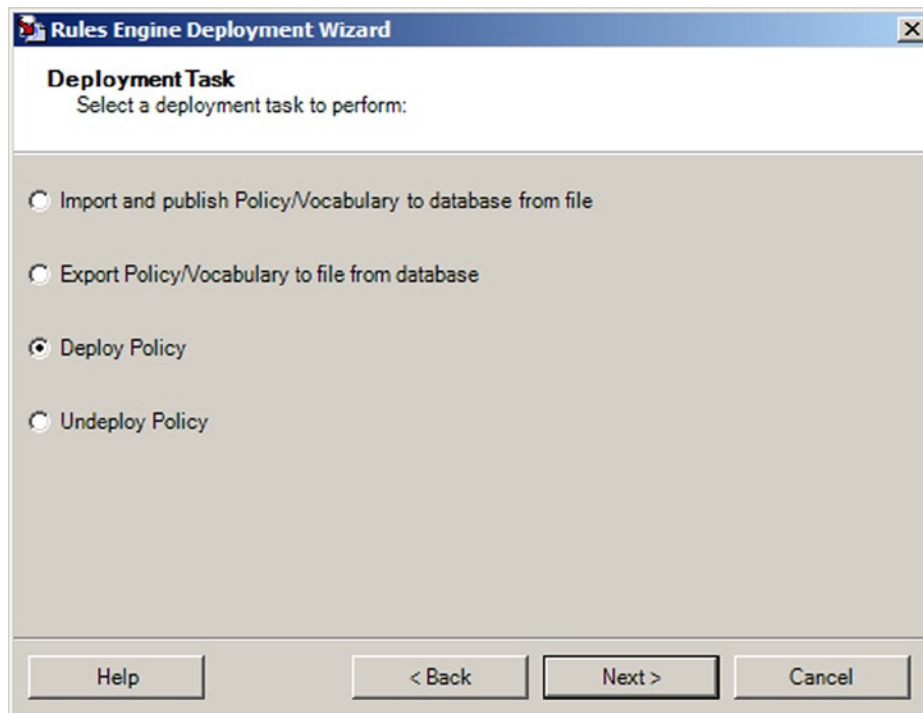 Rules Engine Deployment Wizard
Deployment Task
Select a deployment task to perform:
Import and publish Policy/Vocabulary to database from file
Export Policy/Vocabulary to file from database
Deploy Policy
Undeploy Policy
Help
< Back
Next >
Cancel